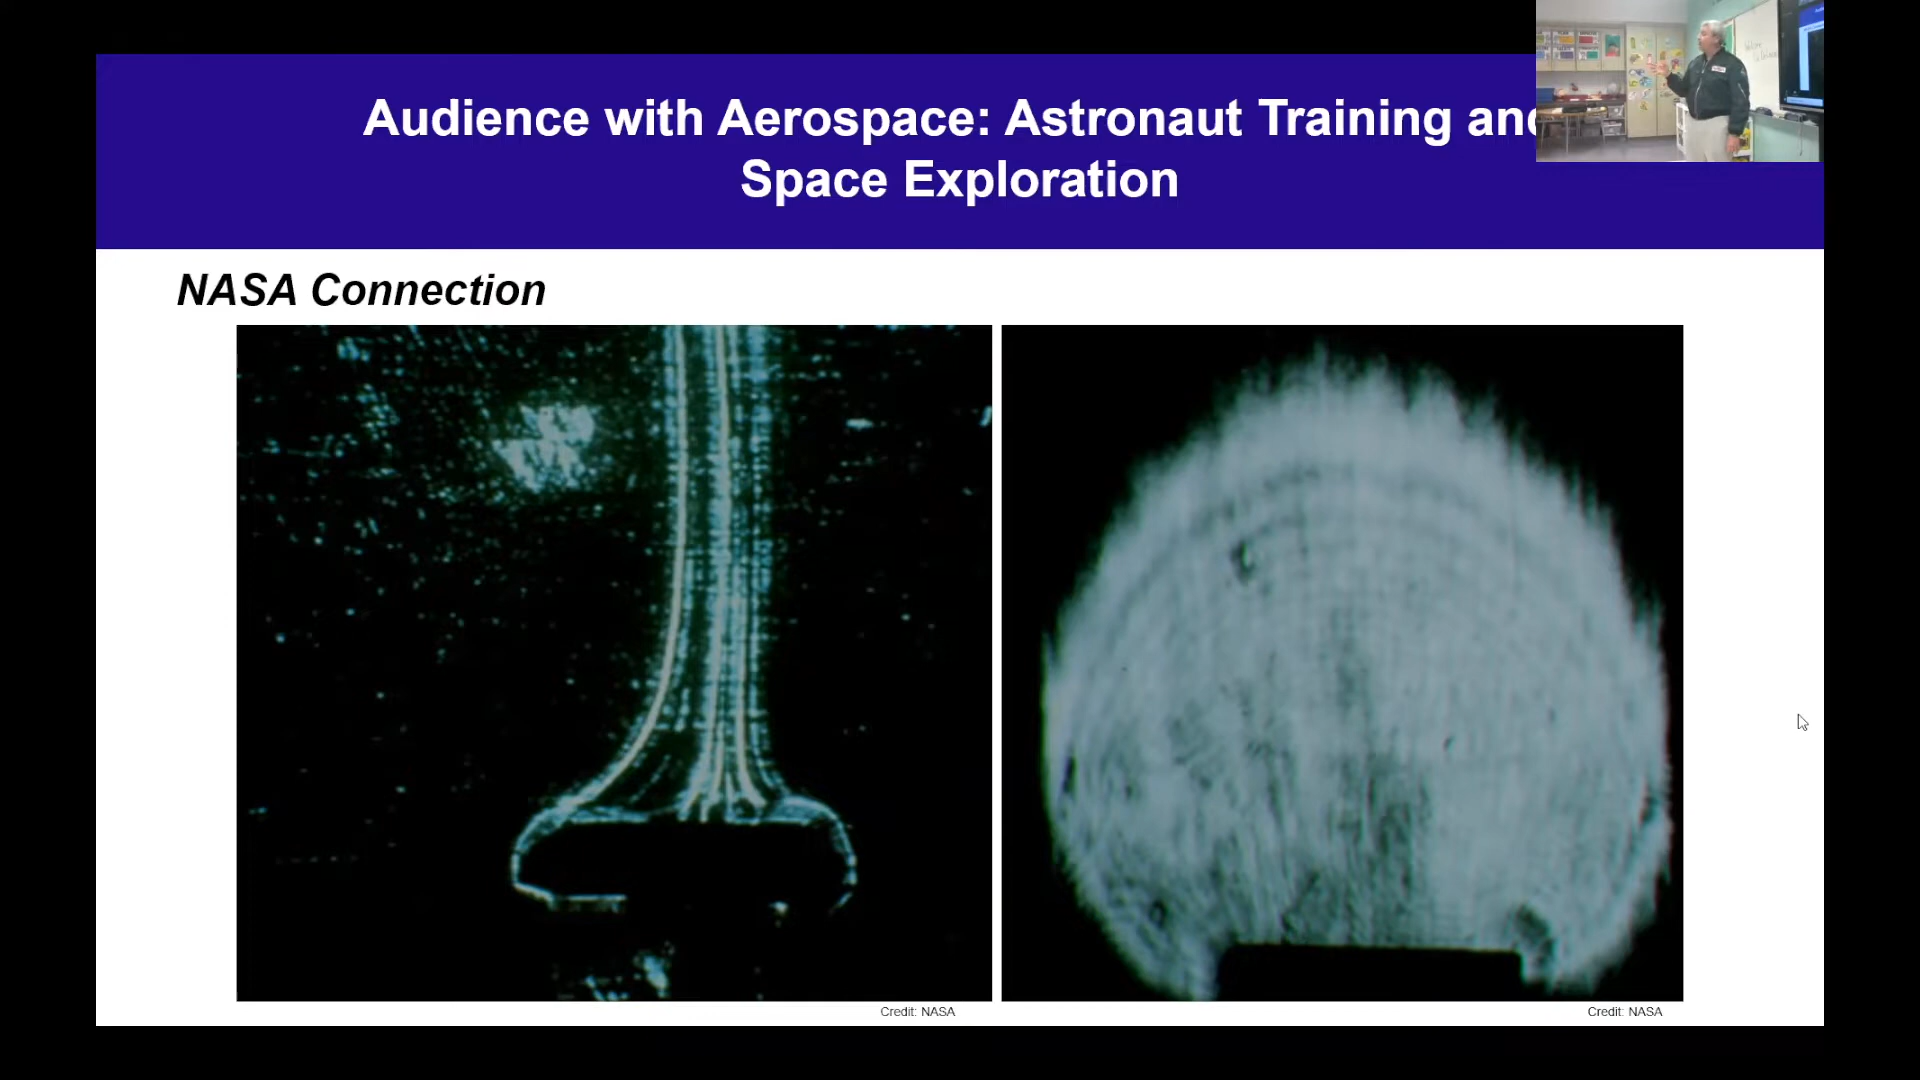 Audience with Aerospace: Astronaut Training and
Space Exploration
NASA Connection
Credit: NASA
Credit: NASA